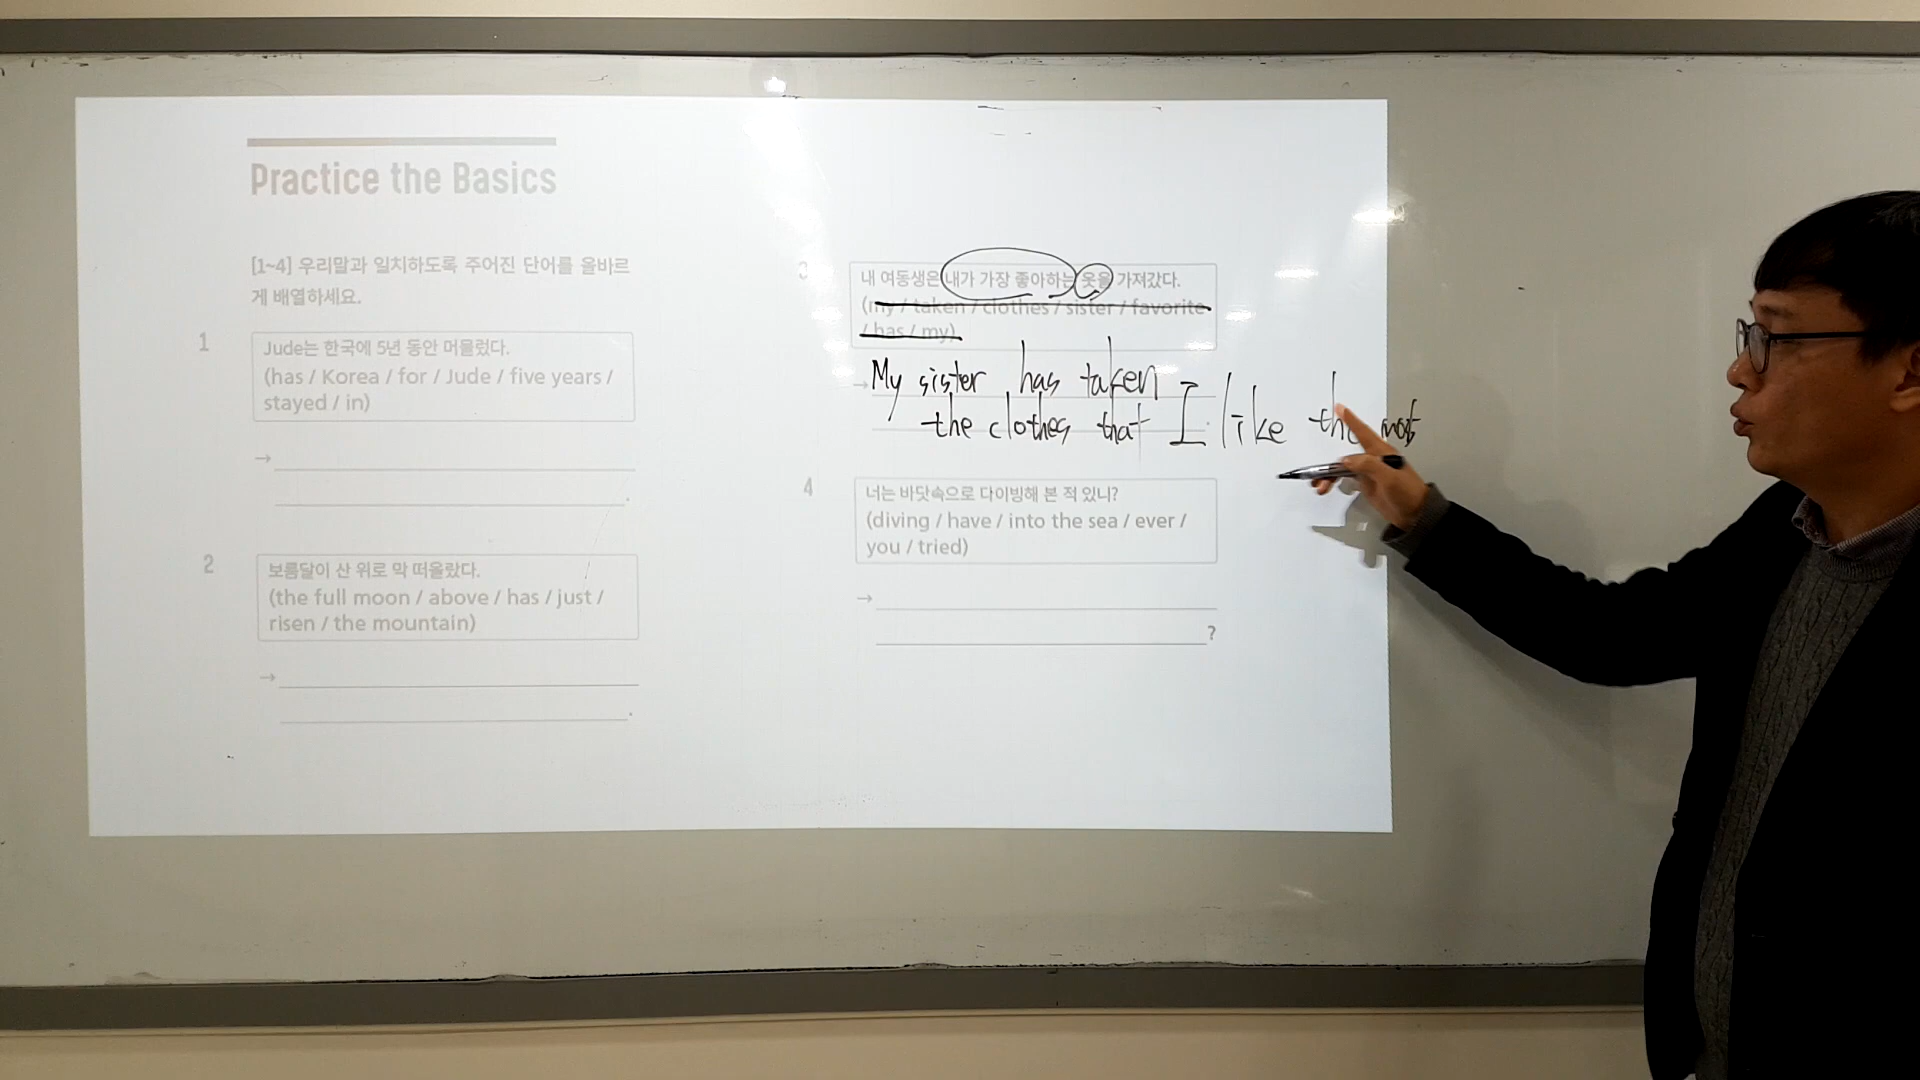 Practice the Basics
[1~4] 우리말과 일치하도록 주어진 단어를 올바르
게 배열하세요.
1
Jude는 한국에 5년 동안 머물렀다.
(has / Korea / for / Jude / five years /
stayed / in)
→
.
2
보름달이 산 위로 막 떠올랐다.
(the full moon / above / has / just /
risen / the mountain)
→
.
3
내 여동생은 내가 가장 좋아하는 옷을 가져갔다.
(my / taken / clothes / sister / favorite
/ has / my)
→ My sister has taken
the clothes that I like the most
4
너는 바닷속으로 다이빙해 본 적 있니?
(diving / have / into the sea / ever /
you / tried)
→
?